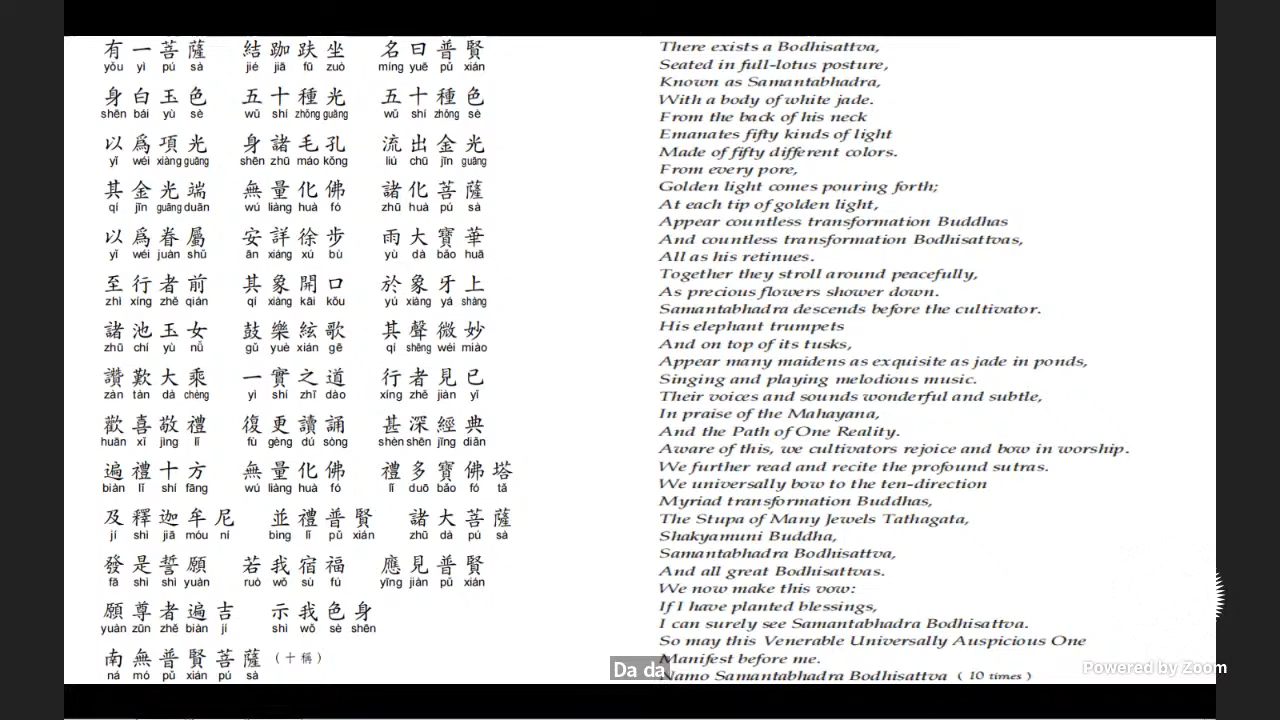 有一菩薩 結跏趺坐 名曰普賢
yǒu yì pú sà jié jiā fū zuò míng yuē pǔ xián
身白玉色 五十種光 五十種色
shēn bái yù sè wǔ shí zhǒng guāng wǔ shí zhǒng sè
以爲項光 身諸毛孔 流出金光
yǐ wéi xiàng guāng shēn zhū máo kǒng liú chū jīn guāng
其金光端 無量化佛 諸化菩薩
qí jīn guāng duān wú liàng huà fó zhū huà pú sà
以爲眷屬 安詳徐步 雨大寶華
yǐ wéi juàn shǔ ān xiáng xú bù yù dà bǎo huā
至行者前 其象開口 於象牙上
zhì xíng zhě qián qí xiàng kāi kǒu yú xiàng yá shàng
諸池玉女 鼓樂絃歌 其聲微妙
zhū chí yù nǚ gǔ yuè xián gē qí shēng wéi miào
讚歎大乘 一實之道 行者見已
zàn tàn dà chéng yì shí zhī dào xíng zhě jiàn yǐ
歡喜敬禮 復更讀誦 甚深經典
huān xǐ jìng lǐ fù gèng dú sòng shèn shēn jīng diǎn
遍禮十方 無量化佛 禮多寶佛塔
biàn lǐ shí fāng wú liàng huà fó lǐ duō bǎo fó tǎ
及釋迦牟尼 並禮普賢 諸大菩薩
jí shì jiā móu ní bìng lǐ pǔ xián zhū dà pú sà
發是誓願 若我宿福 應見普賢
fā shì shì yuàn ruò wǒ sù fú yīng jiàn pǔ xián
願尊者遍吉 示我色身
yuàn zūn zhě biàn jí shì wǒ sè shēn
南無普賢菩薩（十稱）
ná mó pǔ xián pú sà
There exists a Bodhisattva,
Seated in full-lotus posture,
Known as Samantabhadra,
With a body of white jade.
From the back of his neck
Emanates fifty kinds of light
Made of fifty different colors.
From every pore,
Golden light comes pouring forth;
At each tip of golden light,
Appear countless transformation Buddhas
And countless transformation Bodhisattvas,
All as his retinues.
Together they stroll around peacefully,
As precious flowers shower down.
Samantabhadra descends before the cultivator.
His elephant trumpets
And on top of its tusks,
Appear many maidens as exquisite as jade in ponds,
Singing and playing melodious music.
Their voices and sounds wonderful and subtle,
In praise of the Mahayana,
And the Path of One Reality.
Aware of this, we cultivators rejoice and bow in worship.
We further read and recite the profound sutras.
We universally bow to the ten-direction
Myriad transformation Buddhas,
The Stupa of Many Jewels Tathagata,
Shakyamuni Buddha,
Samantabhadra Bodhisattva,
And all great Bodhisattvas.
We now make this vow:
If I have planted blessings,
I can surely see Samantabhadra Bodhisattva.
So may this Venerable Universally Auspicious One
Manifest before me.
Namo Samantabhadra Bodhisattva ( 10 times )
Da da
Powered by Zoom